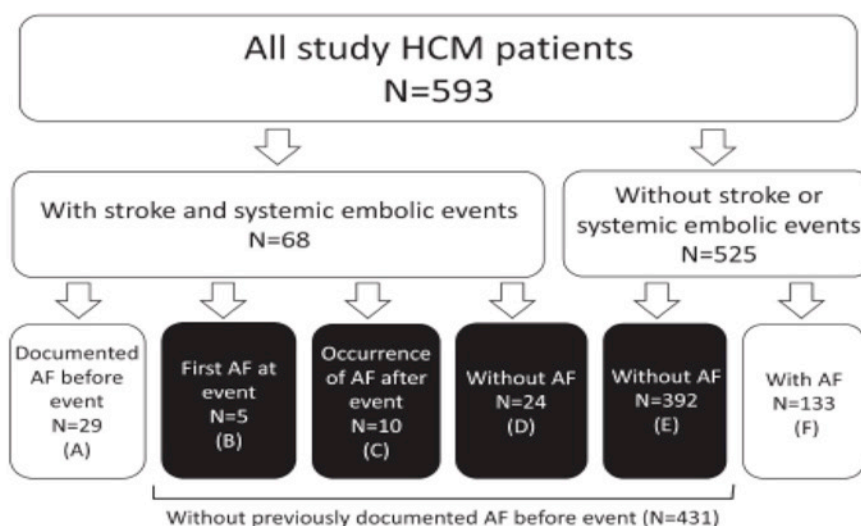 All study HCM patients
N=593
With stroke and systemic embolic events
N=68
Without stroke or
systemic embolic events
N=525
Documented
AF before
event
N=29
(A)
First AF at
event
N=5
(B)
Occurrence
of AF after
event
N=10
(C)
Without AF
N=24
(D)
Without AF
N=392
(E)
With AF
N=133
(F)
Without previously documented AF before event (N=431)